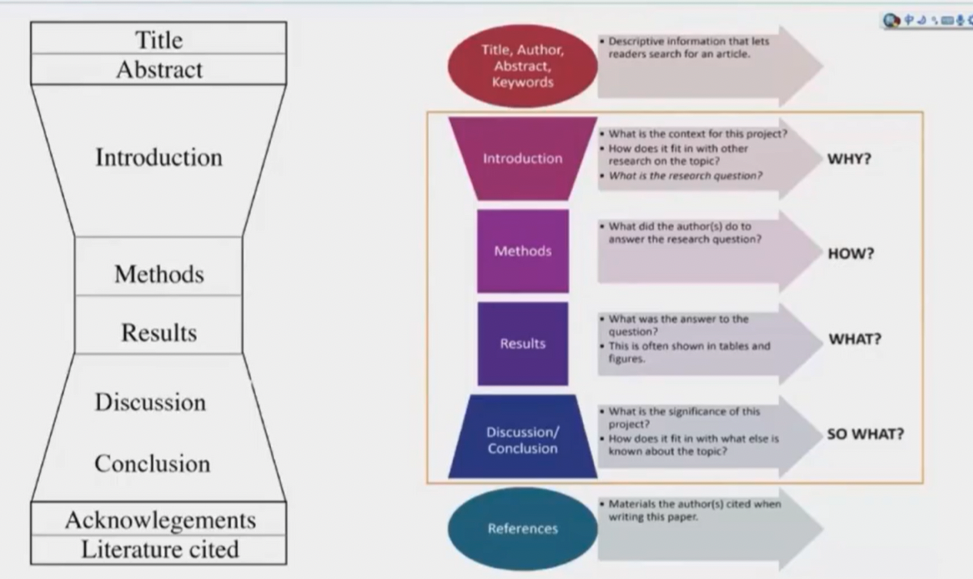 Title
Abstract
Introduction
Methods
Results
Discussion
Conclusion
Acknowlegements
Literature cited
Title, Author,
Abstract,
Keywords
• Descriptive information that lets
readers search for an article.
Introduction
• What is the context for this project?
• How does it fit in with other
research on the topic?
• What is the research question?
WHY?
Methods
• What did the author(s) do to
answer the research question?
HOW?
Results
• What was the answer to the
question?
• This is often shown in tables and
figures.
WHAT?
Discussion/
Conclusion
• What is the significance of this
project?
• How does it fit in with what else is
known about the topic?
SO WHAT?
References
• Materials the author(s) cited when
writing this paper.
中